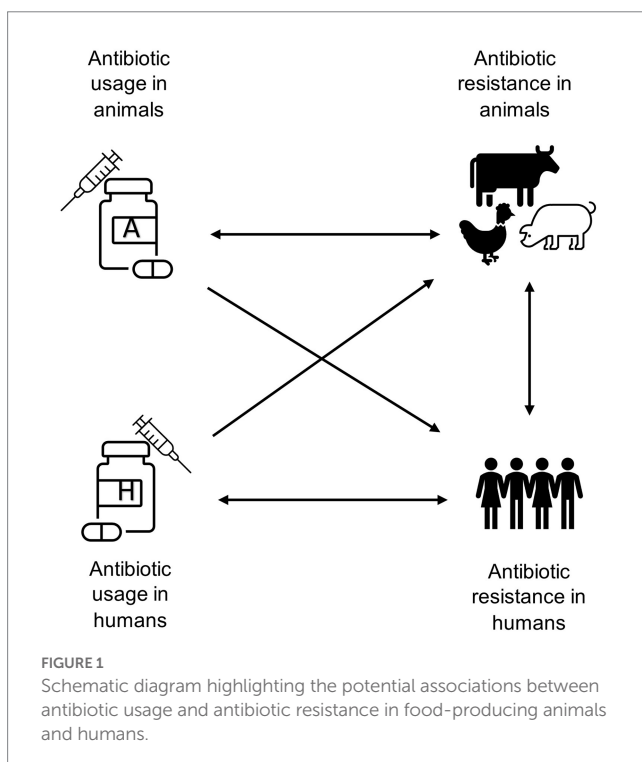 Antibiotic
usage in
animals
Antibiotic
resistance in
animals
A
H
Antibiotic
usage in
humans
Antibiotic
resistance in
humans
FIGURE 1
Schematic diagram highlighting the potential associations between
antibiotic usage and antibiotic resistance in food-producing animals
and humans.